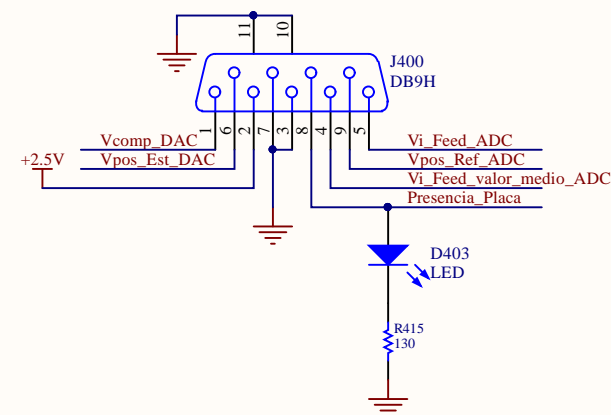 11
10
J400
DB9H
1
6
2
7
3
8
4
9
5
Vcomp_DAC
Vi_Feed_ADC
+2.5V
Vpos_Est_DAC
Vpos_Ref_ADC
Vi_Feed_valor_medio_ADC
Presencia_Placa
D403
LED
R415
130